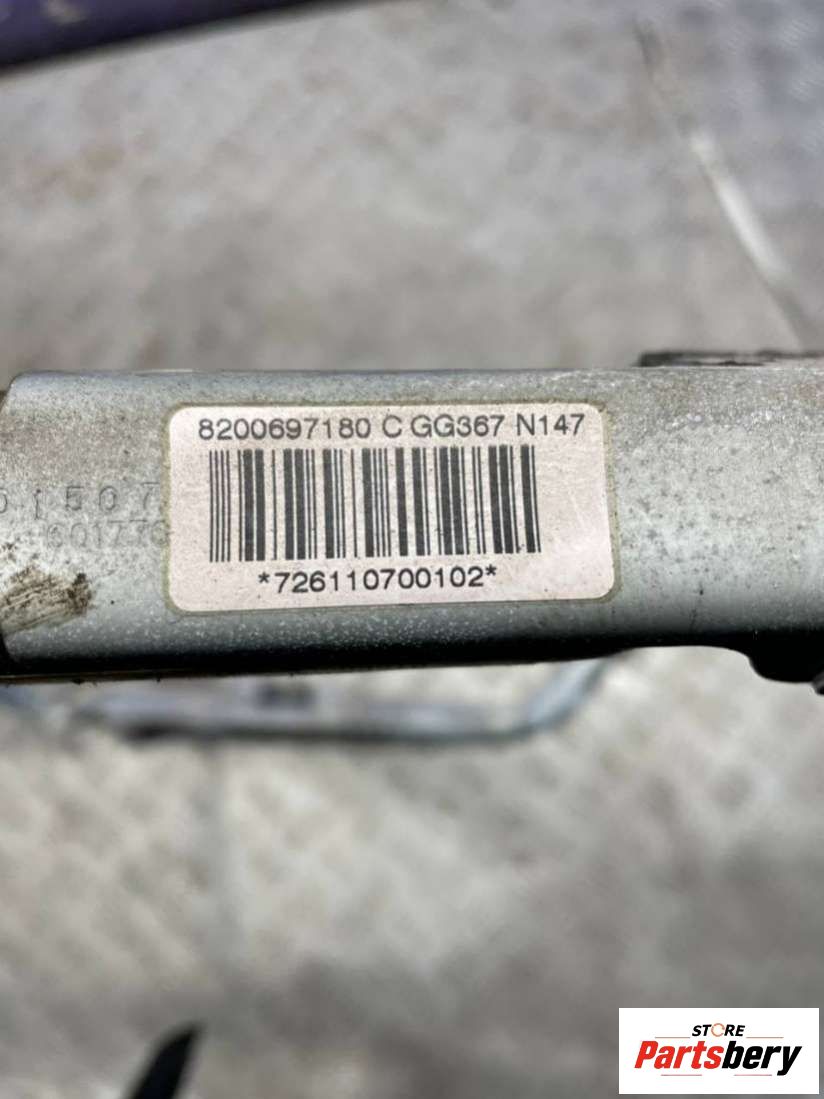 8200697180 C GG367 N147
*726110700102*
STORE
Partsbery